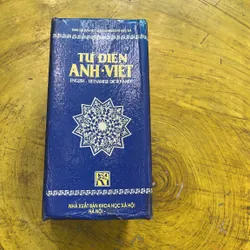 TỪ ĐIỂN
ANH-VIỆT
ENGLISH - VIETNAMESE DICTIONARY
NHÀ XUẤT BẢN KHOA HỌC XÃ HỘI
HÀ NỘI